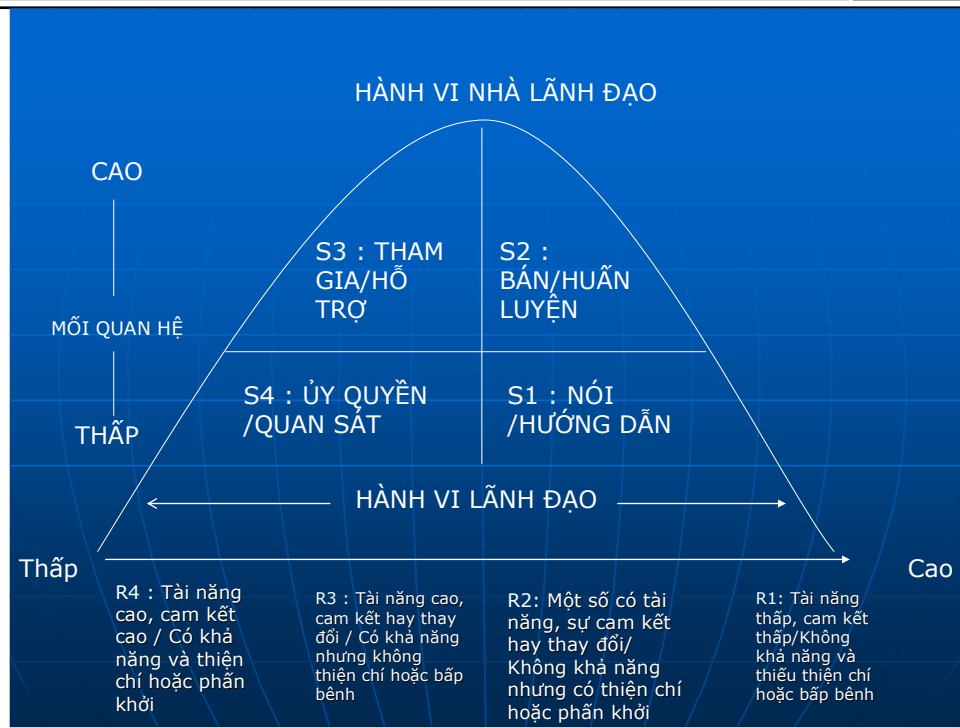 HÀNH VI NHÀ LÃNH ĐẠO
CAO
MỐI QUAN HỆ
THẤP
S3 : THAM
GIA/HỖ
TRỢ
S2 :
BÁN/HUẤN
LUYỆN
S4 : ỦY QUYỀN
/QUAN SÁT
S1 : NÓI
/HƯỚNG DẪN
HÀNH VI LÃNH ĐẠO
Thấp
Cao
R4 : Tài năng
cao, cam kết
cao / Có khả
năng và thiện
chí hoặc phấn
khởi
R3 : Tài năng cao,
cam kết hay thay
đổi / Có khả năng
nhưng không
thiện chí hoặc bấp
bênh
R2: Một số có tài
năng, sự cam kết
hay thay đổi/
Không khả năng
nhưng có thiện chí
hoặc phấn khởi
R1: Tài năng
thấp, cam kết
thấp/Không
khả năng và
thiếu thiện chí
hoặc bấp bênh